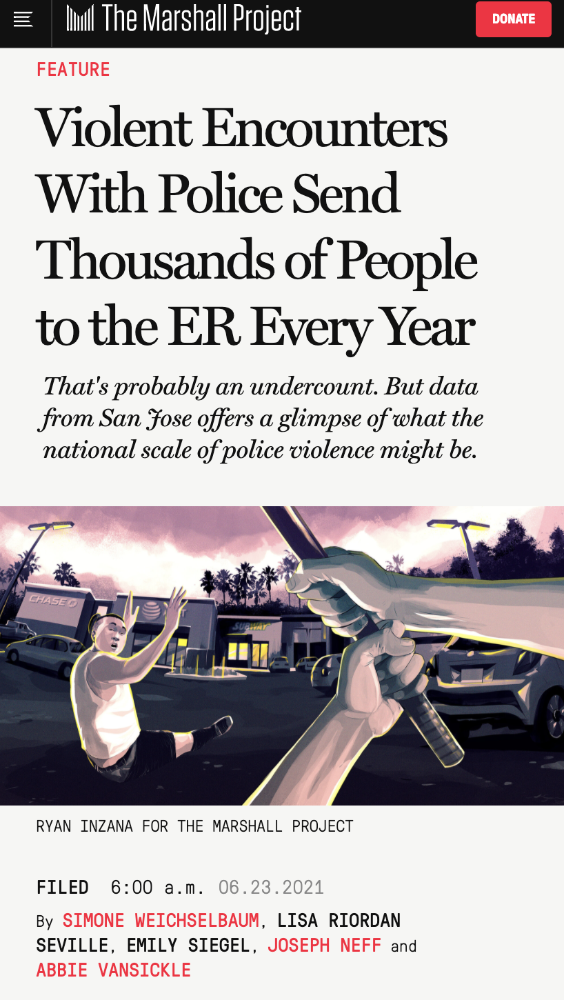 The Marshall Project
DONATE
FEATURE
Violent Encounters
With Police Send
Thousands of People
to the ER Every Year
That's probably an undercount. But data
from San Jose offers a glimpse of what the
national scale of police violence might be.
CHASE
AT&T
SUBWAY
RYAN INZANA FOR THE MARSHALL PROJECT
FILED 6:00 a.m. 06.23.2021
By SIMONE WEICHSELBAUM, LISA RIORDAN
SEVILLE, EMILY SIEGEL, JOSEPH NEFF and
ABBIE VANSICKLE